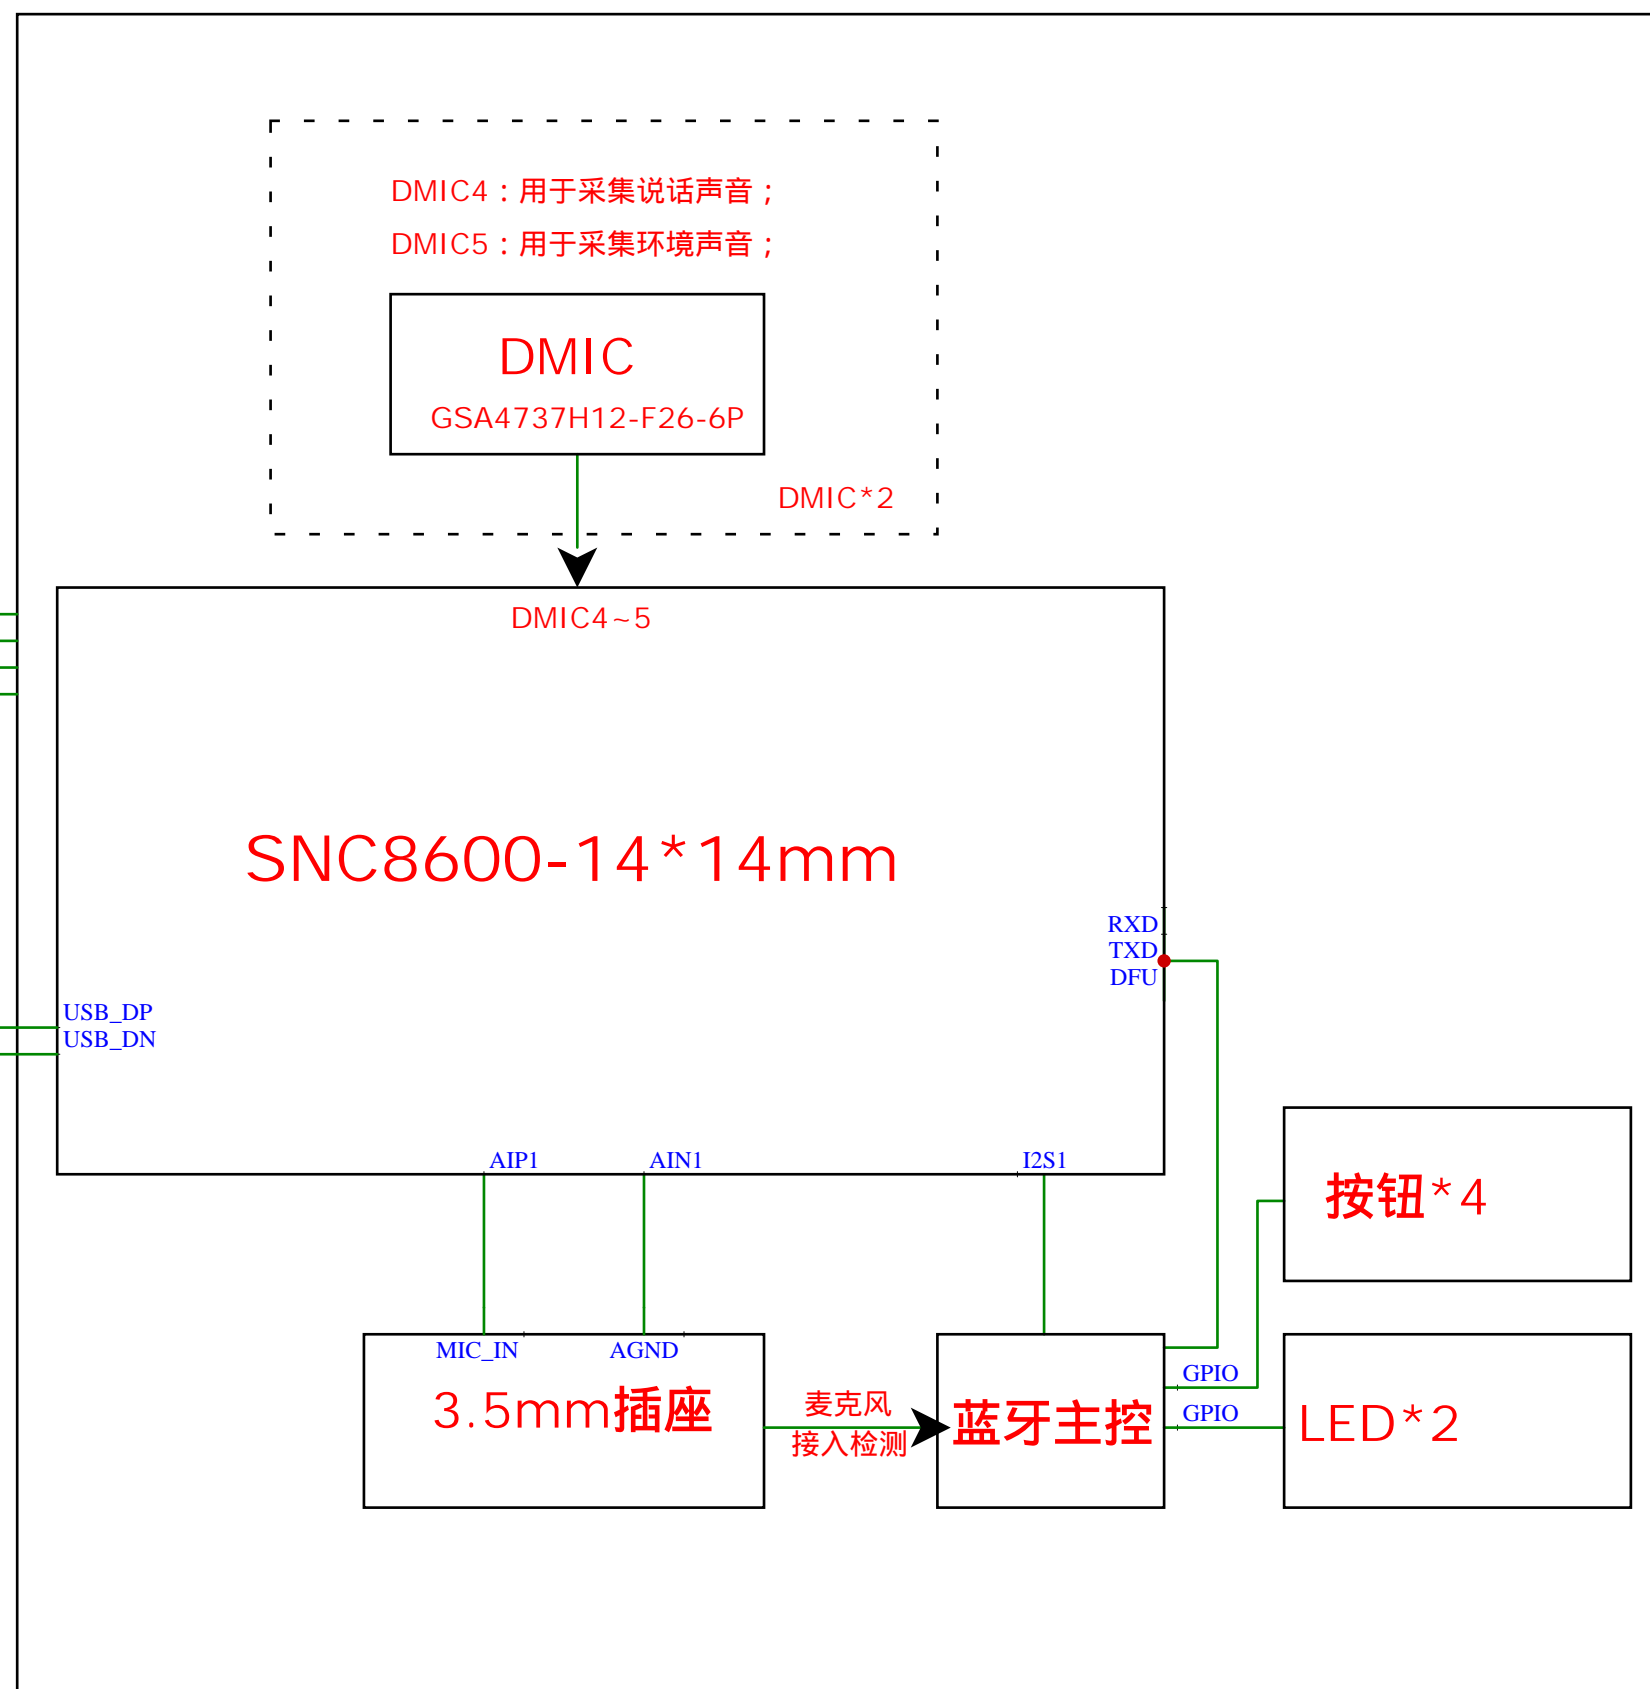 DMIC4：用于采集说话声音；
DMIC5：用于采集环境声音；
DMIC
GSA4737H12-F26-6P
DMIC*2
DMIC4~5
SNC8600-14*14mm
RXD
TXD
DFU
USB_DP
USB_DN
AIP1
AIN1
I2S1
按钮*4
MIC_IN
AGND
3.5mm插座
麦克风
接入检测
蓝牙主控
GPIO
GPIO
LED*2